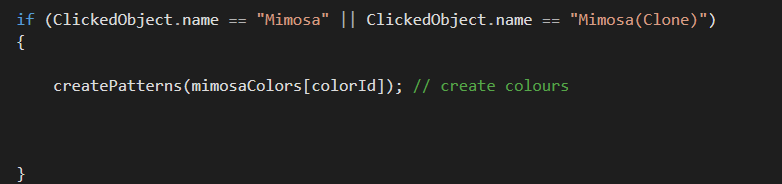 if (ClickedObject.name == "Mimosa" || ClickedObject.name == "Mimosa(Clone)")
{
createPatterns(mimosaColors[colorId]); // create colours
}